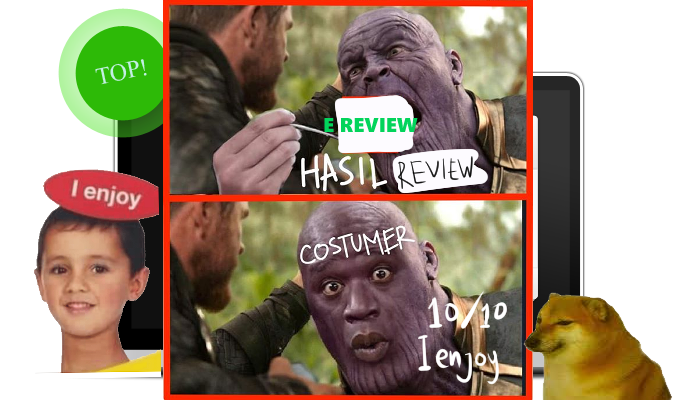 TOP!
I enjoy
E REVIEW
HASIL REVIEW
COSTUMER
10/10
I enjoy